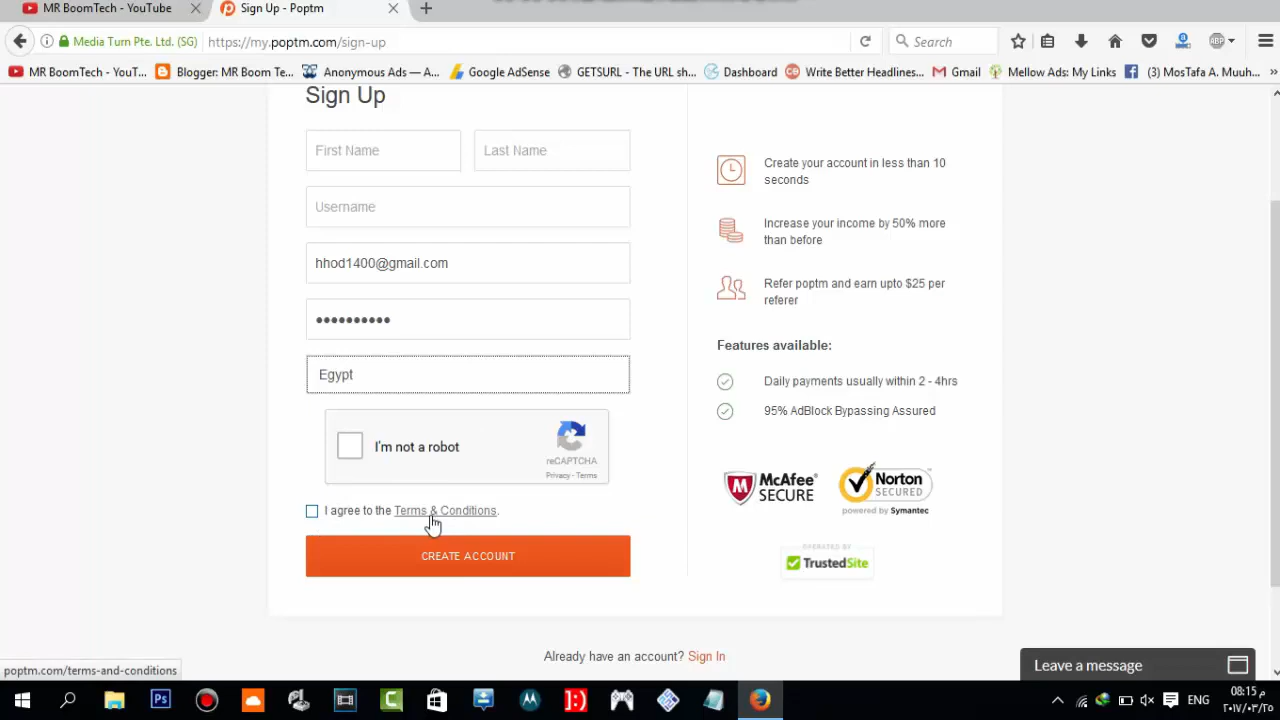 MR BoomTech - YouTube
Sign Up - Poptm
Media Turn Pte. Ltd. (SG)
https://my.poptm.com/sign-up
Search
ABP
MR BoomTech - YouT...
Blogger: MR Boom Te...
Anonymous Ads — A...
Google AdSense
GETSURL - The URL sh...
Dashboard
Write Better Headlines...
Gmail
Mellow Ads: My Links
(3) MosTafa A. Muuh...
Sign Up
First Name
Last Name
Username
hhod1400@gmail.com
Egypt
I'm not a robot
reCAPTCHA
Privacy - Terms
I agree to the Terms & Conditions.
CREATE ACCOUNT
Create your account in less than 10
seconds
Increase your income by 50% more
than before
Refer poptm and earn upto $25 per
referer
Features available:
Daily payments usually within 2 - 4hrs
95% AdBlock Bypassing Assured
McAfee
SECURE
Norton
SECURED
powered by Symantec
OPERATED BY
TrustedSite
Already have an account? Sign In
poptm.com/terms-and-conditions
Leave a message
ENG
08:15 م
٢٠١٧/٠٣/٢٥